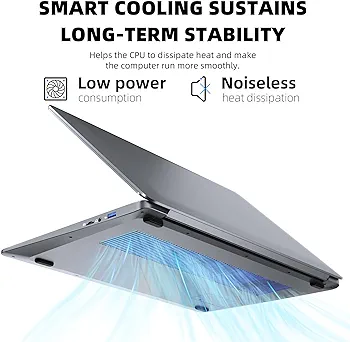 SMART COOLING SUSTAINS
LONG-TERM STABILITY
Helps the CPU to dissipate heat and make
the computer run more smoothly.
Low power
consumption
Noiseless
heat dissipation